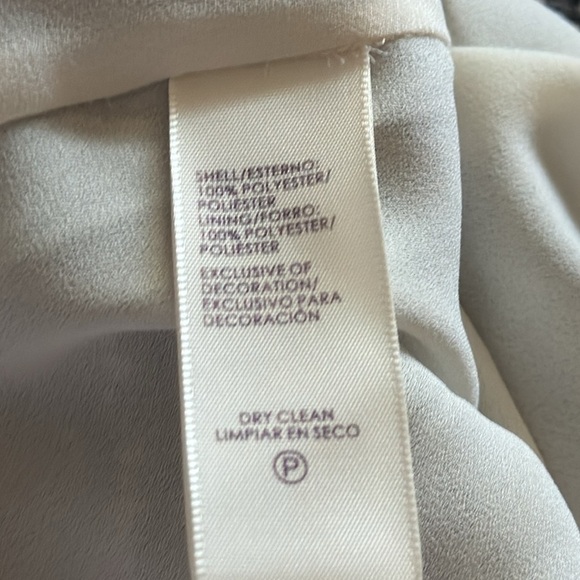 SHELL/ESTERNO:
100% POLYESTER/
POLIESTER
LINING/FORRO:
100% POLYESTER/
POLIESTER
EXCLUSIVE OF
DECORATION/
EXCLUSIVO PARA
DECORACIÓN
DRY CLEAN
LIMPIAR EN SECO
P